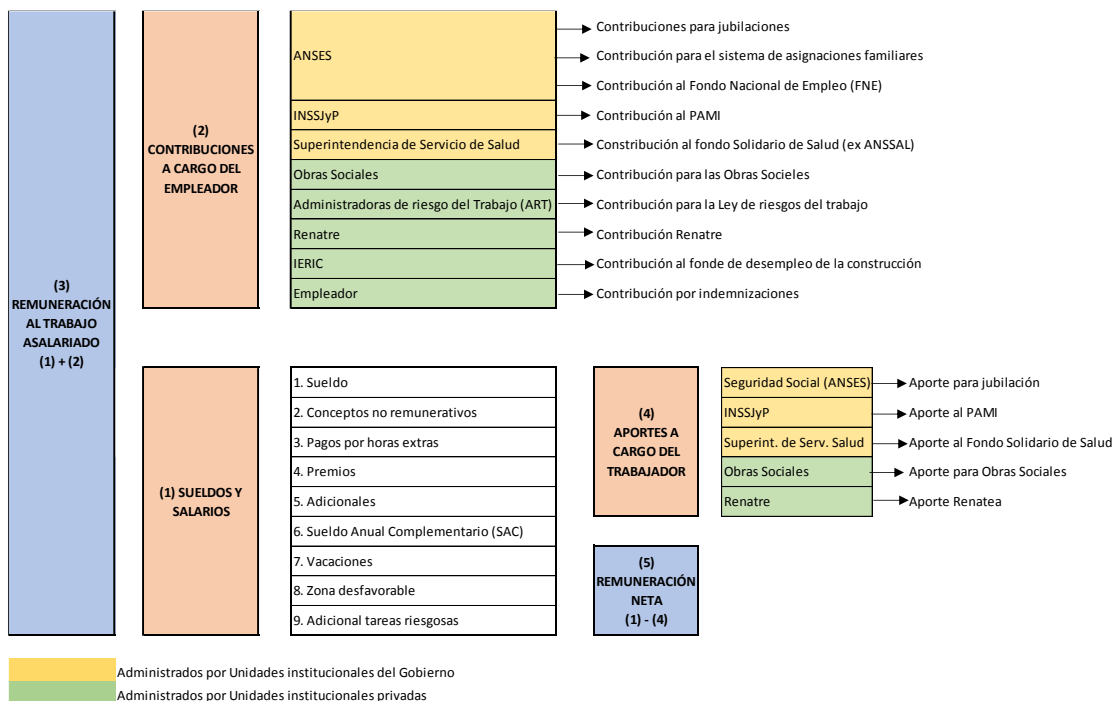 (3)
REMUNERACIÓN
AL TRABAJO
ASALARIADO
(1) + (2)
(2)
CONTRIBUCIONES
A CARGO DEL
EMPLEADOR
ANSES
Contribuciones para jubilaciones
Contribución para el sistema de asignaciones familiares
Contribución al Fondo Nacional de Empleo (FNE)
INSSJyP
Contribución al PAMI
Superintendencia de Servicio de Salud
Constribución al fondo Solidario de Salud (ex ANSSAL)
Obras Sociales
Contribución para las Obras Socieles
Administradoras de riesgo del Trabajo (ART)
Contribución para la Ley de riesgos del trabajo
Renatre
Contribución Renatre
IERIC
Contribución al fonde de desempleo de la construcción
Empleador
Contribución por indemnizaciones
(1) SUELDOS Y
SALARIOS
1. Sueldo
2. Conceptos no remunerativos
3. Pagos por horas extras
4. Premios
5. Adicionales
6. Sueldo Anual Complementario (SAC)
7. Vacaciones
8. Zona desfavorable
9. Adicional tareas riesgosas
(4)
APORTES A
CARGO DEL
TRABAJADOR
Seguridad Social (ANSES)
Aporte para jubilación
INSSJyP
Aporte al PAMI
Superint. de Serv. Salud
Aporte al Fondo Solidario de Salud
Obras Sociales
Aporte para Obras Sociales
Renatre
Aporte Renatea
(5)
REMUNERACIÓN
NETA
(1) - (4)
Administrados por Unidades institucionales del Gobierno
Administrados por Unidades institucionales privadas